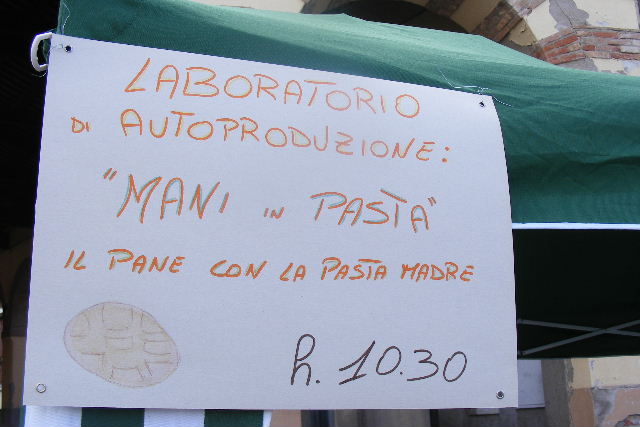 LABORATORIO
DI AUTOPRODUZIONE:
"MANI IN PASTA"
IL PANE CON LA PASTA MADRE
h. 10.30